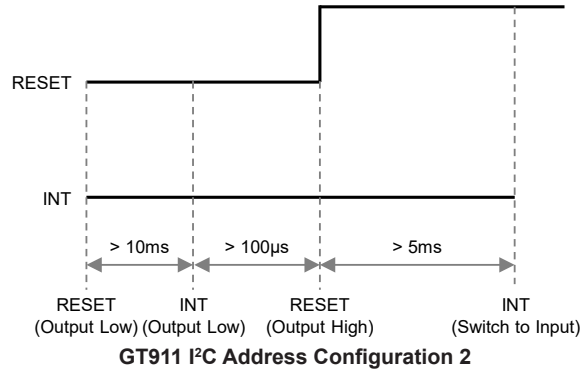 RESET
INT
> 10ms > 100µs > 5ms
RESET INT RESET INT
(Output Low) (Output Low) (Output High) (Switch to Input)
GT911 I²C Address Configuration 2